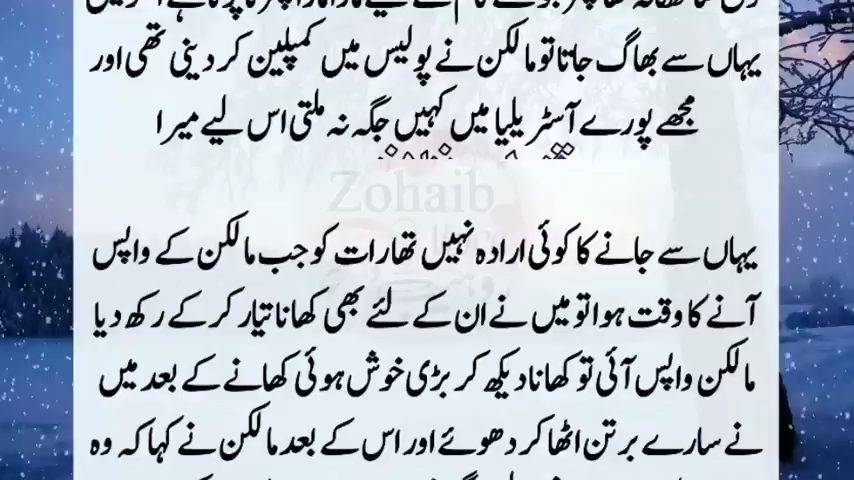 یہاں سے بھاگ جاتا تو مالکن نے پولیس میں کمپلین کر دینی تھی اور
مجھے پورے آسٹریلیا میں کہیں جگہ نہ ملتی اس لیے میرا
Zohaib
یہاں سے جانے کا کوئی ارادہ نہیں تھا رات کو جب مالکن کے واپس
آنے کا وقت ہوا تو میں نے ان کے لئے بھی کھانا تیار کر کے رکھ دیا
مالکن واپس آئی تو کھانا دیکھ کر بڑی خوش ہوئی کھانے کے بعد میں
نے سارے برتن اٹھا کر دھوئے اور اس کے بعد مالکن نے کہا کہ وہ